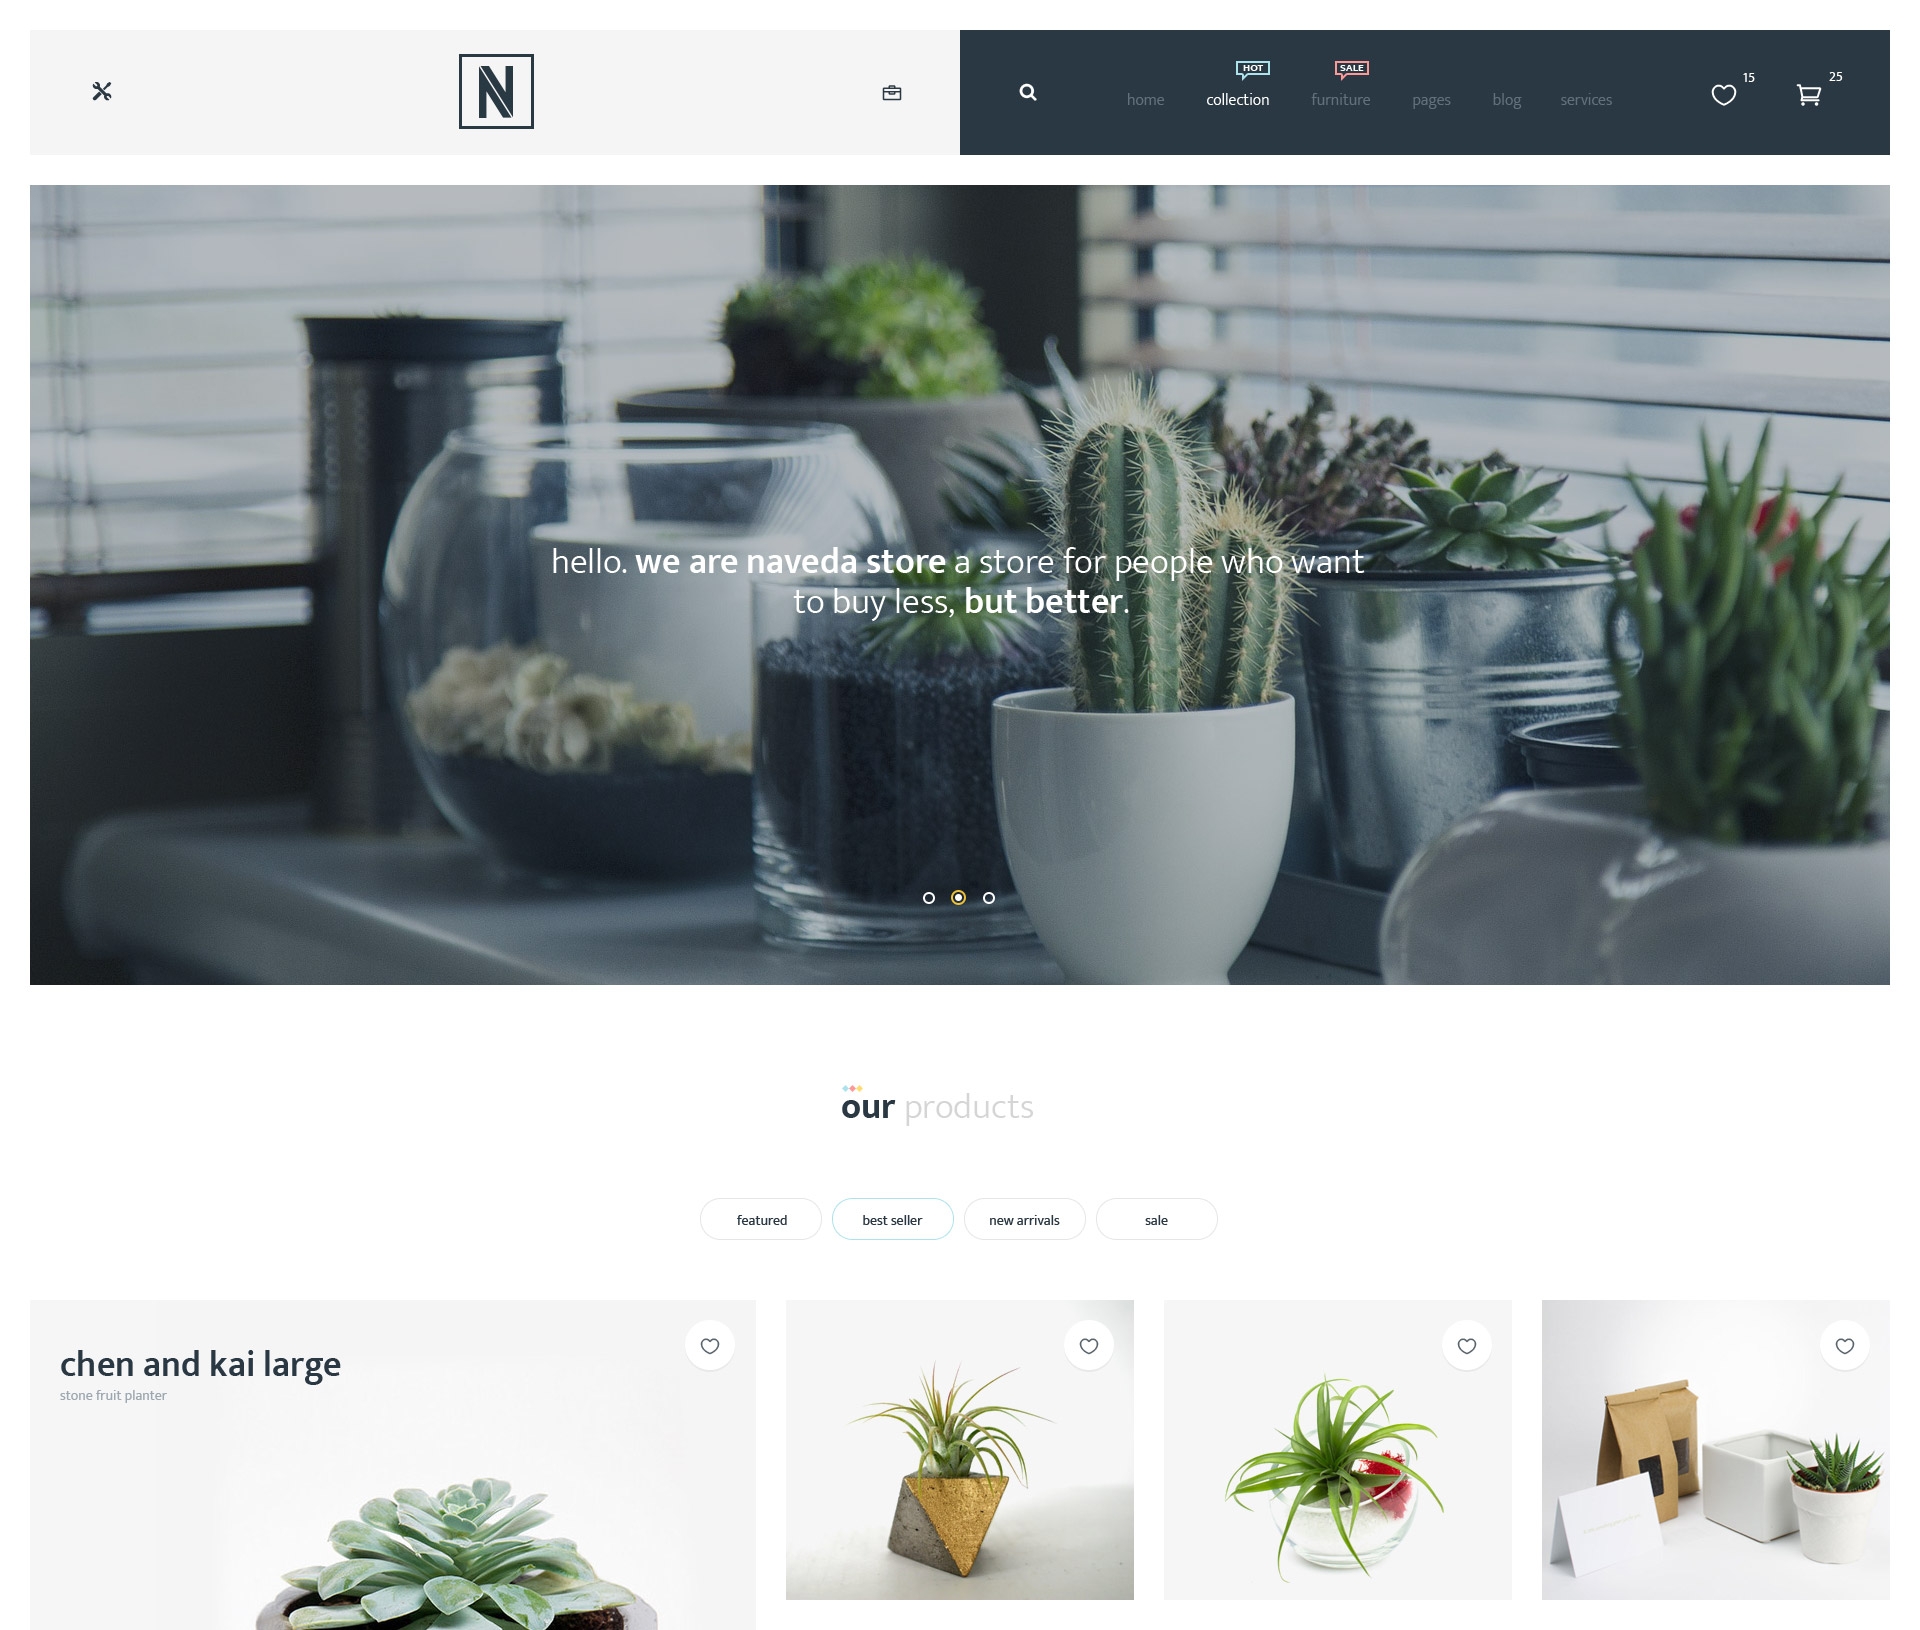 N
HOT
SALE
home collection furniture pages blog services
15
25
hello. we are naveda store a store for people who want
to buy less, but better.
our products
featured
best seller
new arrivals
sale
chen and kai large
stone fruit planter